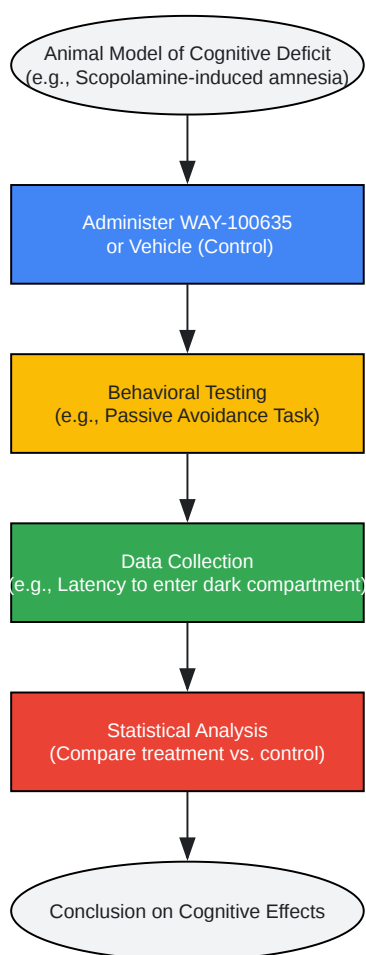 Animal Model of Cognitive Deficit
(e.g., Scopolamine-induced amnesia)
Administer WAY-100635
or Vehicle (Control)
Behavioral Testing
(e.g., Passive Avoidance Task)
Data Collection
(e.g., Latency to enter dark compartment)
Statistical Analysis
(Compare treatment vs. control)
Conclusion on Cognitive Effects